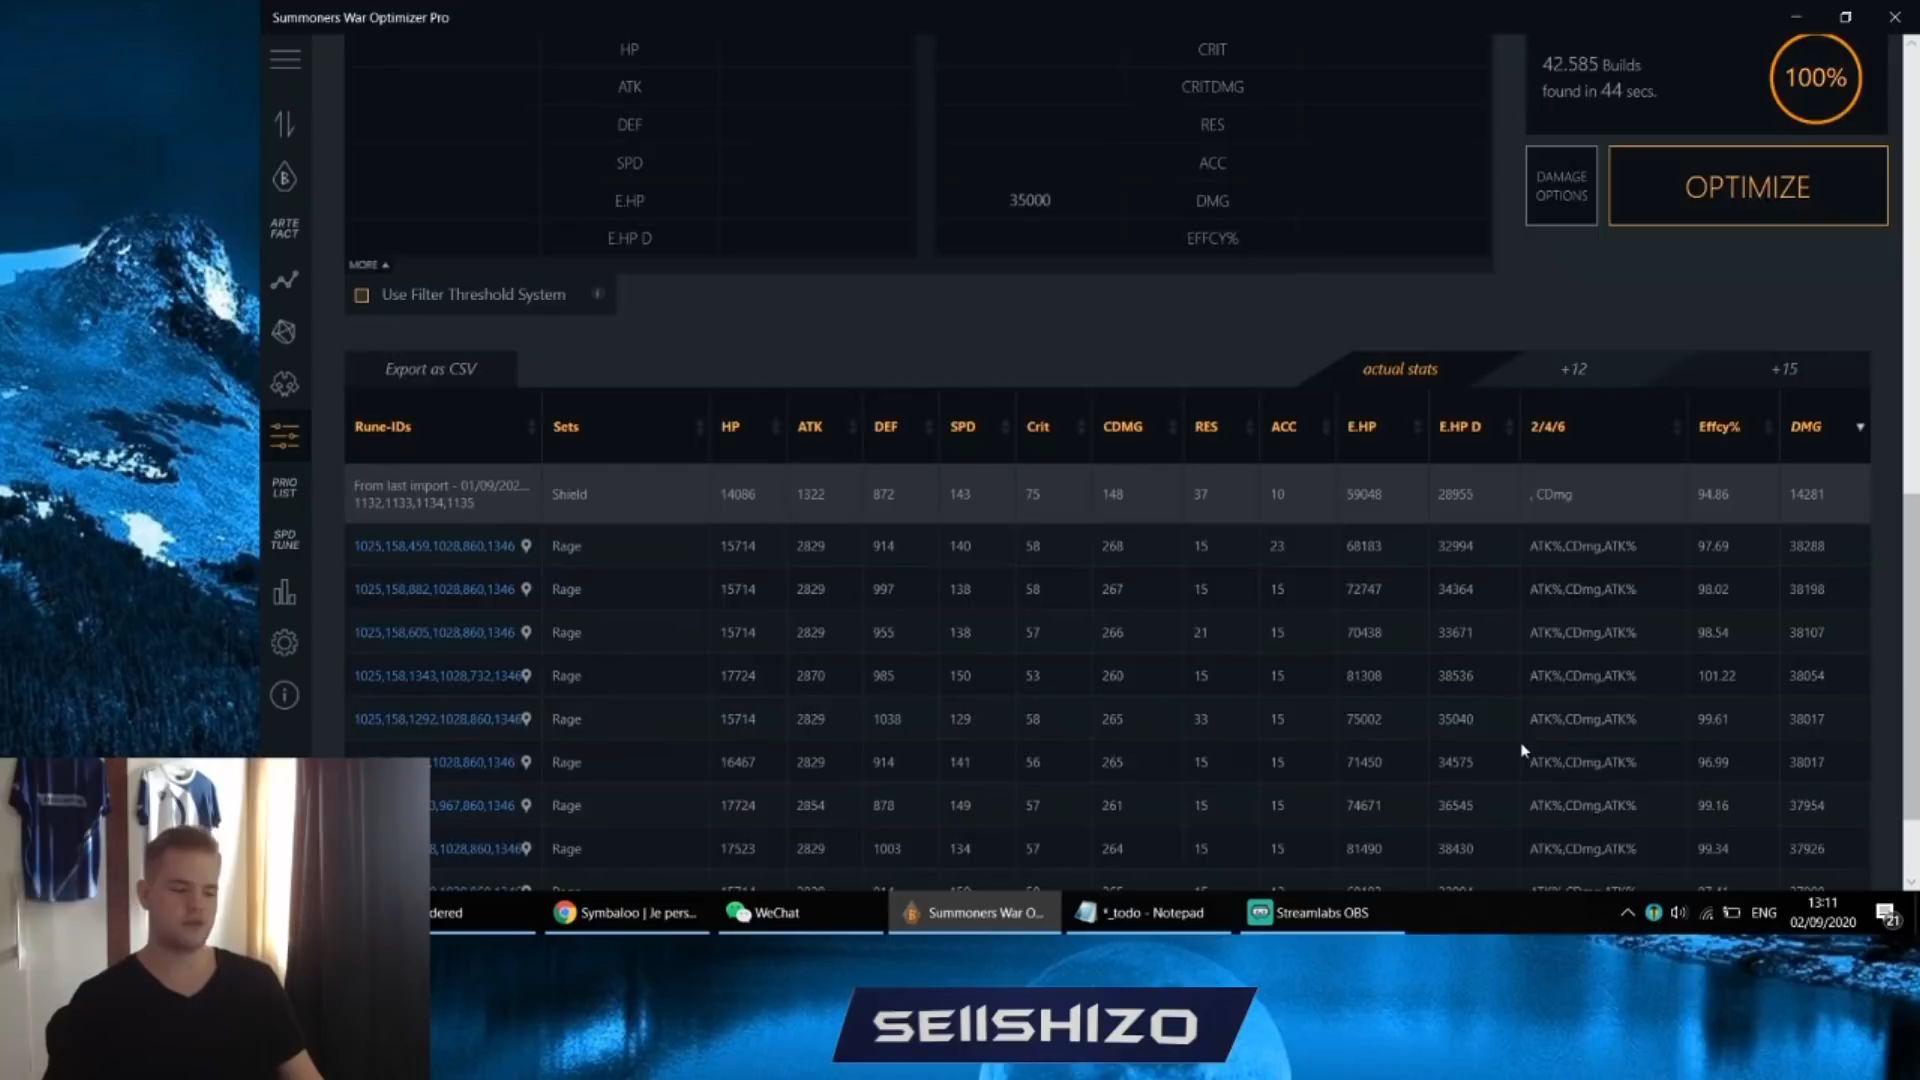 Summoners War Optimizer Pro
HP CRIT
ATK CRITDMG
DEF RES
SPD ACC
E.HP 35000 DMG
E.HP D EFFCY%
42.585 Builds
found in 44 secs.
100%
DAMAGE
OPTIONS
OPTIMIZE
ARTE
FACT
PRIO
LIST
SPD
TUNE
MORE
Use Filter Threshold System
Export as CSV actual stats +12 +15
Rune-IDs Sets HP ATK DEF SPD Crit CDMG RES ACC E.HP E.HP D 2/4/6 Effcy% DMG
From last import - 01/09/202...
1132,1133,1134,1135 Shield 14086 1322 872 143 75 148 37 10 59048 28955 , CDmg 94.86 14281
1025,158,459,1028,860,1346 Rage 15714 2829 914 140 58 268 15 23 68183 32994 ATK%,CDmg,ATK% 97.69 38288
1025,158,882,1028,860,1346 Rage 15714 2829 997 138 58 267 15 15 72747 34364 ATK%,CDmg,ATK% 98.02 38198
1025,158,605,1028,860,1346 Rage 15714 2829 955 138 57 266 21 15 70438 33671 ATK%,CDmg,ATK% 98.54 38107
1025,158,1343,1028,732,1346 Rage 17724 2870 985 150 53 260 15 15 81308 38536 ATK%,CDmg,ATK% 101.22 38054
1025,158,1292,1028,860,1346 Rage 15714 2829 1038 129 58 265 33 15 75002 35040 ATK%,CDmg,ATK% 99.61 38017
,1028,860,1346 Rage 16467 2829 914 141 56 265 15 15 71450 34575 ATK%,CDmg,ATK% 96.99 38017
,967,860,1346 Rage 17724 2854 878 149 57 261 15 15 74671 36545 ATK%,CDmg,ATK% 99.16 37954
8,1028,860,1346 Rage 17523 2829 1003 134 57 264 15 15 81490 38430 ATK%,CDmg,ATK% 99.34 37926
dered Symbaloo | Je pers... WeChat Summoners War O... *_todo - Notepad Streamlabs OBS ENG 13:11
02/09/2020
21
SEllSHIZO